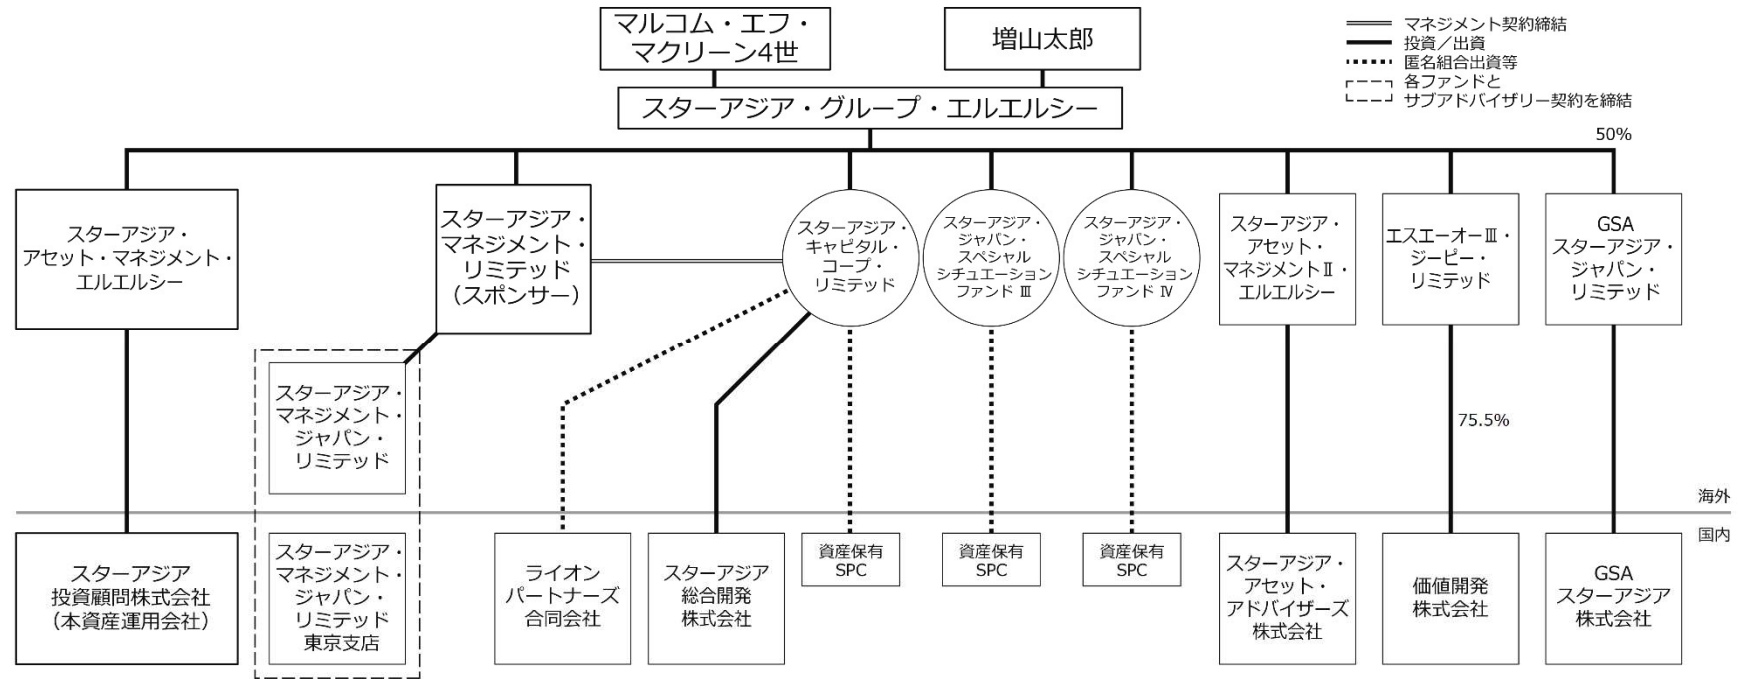 マルコム・エフ・
マクリーン4世
増山太郎
マネジメント契約締結
投資／出資
匿名組合出資等
各ファンドと
サブアドバイザリー契約を締結
スターアジア・グループ・エルエルシー
50%
スターアジア・
アセット・マネジメント・
エルエルシー
スターアジア・
マネジメント・
リミテッド
（スポンサー）
スターアジア・
キャピタル・
コープ・
リミテッド
スターアジア・
ジャパン・
スペシャル
シチュエーション
ファンド Ⅲ
スターアジア・
ジャパン・
スペシャル
シチュエーション
ファンド Ⅳ
スターアジア・
アセット・
マネジメントⅡ・
エルエルシー
エスエーオーⅢ・
ジーピー・
リミテッド
GSA
スターアジア・
ジャパン・
リミテッド
スターアジア・
マネジメント・
ジャパン・
リミテッド
75.5%
海外
国内
スターアジア
投資顧問株式会社
（本資産運用会社）
スターアジア・
マネジメント・
ジャパン・
リミテッド
東京支店
ライオン
パートナーズ
合同会社
スターアジア
総合開発
株式会社
資産保有
SPC
資産保有
SPC
資産保有
SPC
スターアジア・
アセット・
アドバイザーズ
株式会社
価値開発
株式会社
GSA
スターアジア
株式会社